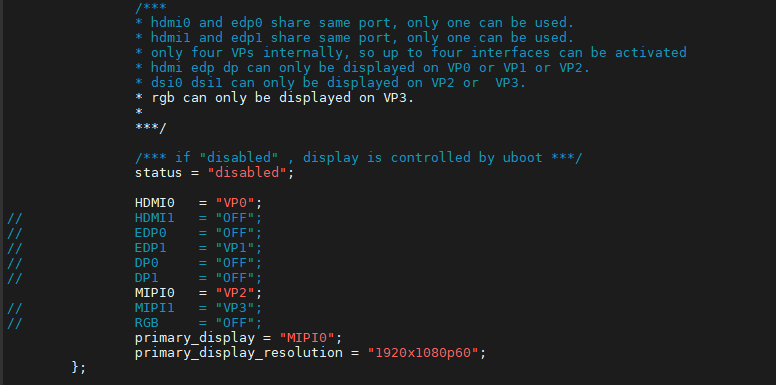 /***
* hdmi0 and edp0 share same port, only one can be used.
* hdmi1 and edp1 share same port, only one can be used.
* only four VPs internally, so up to four interfaces can be activated
* hdmi edp dp can only be displayed on VP0 or VP1 or VP2.
* dsi0 dsi1 can only be displayed on VP2 or  VP3.
* rgb can only be displayed on VP3.
*
***/
/*** if "disabled" , display is controlled by uboot ***/
status = "disabled";
HDMI0   = "VP0";
//              HDMI1   = "OFF";
//              EDP0    = "OFF";
//              EDP1    = "VP1";
//              DP0     = "OFF";
//              DP1     = "OFF";
MIPI0   = "VP2";
//              MIPI1   = "VP3";
//              RGB     = "OFF";
primary_display = "MIPI0";
primary_display_resolution = "1920x1080p60";
};